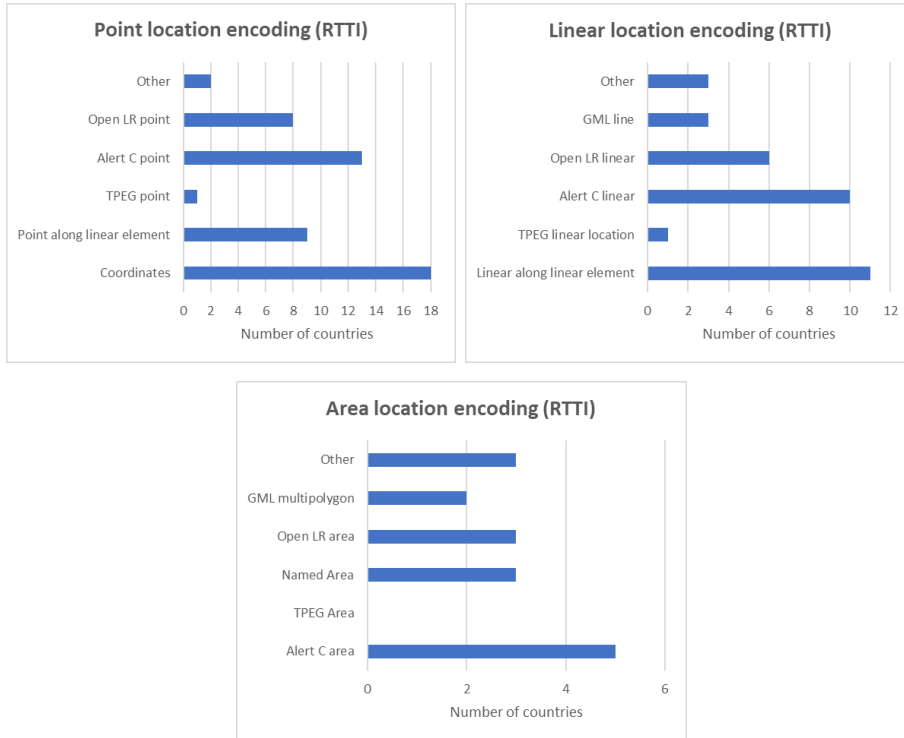 Point location encoding (RTTI)
Other
Open LR point
Alert C point
TPEG point
Point along linear element
Coordinates
0 2 4 6 8 10 12 14 16 18
Number of countries
Linear location encoding (RTTI)
Other
GML line
Open LR linear
Alert C linear
TPEG linear location
Linear along linear element
0 2 4 6 8 10 12
Number of countries
Area location encoding (RTTI)
Other
GML multipolygon
Open LR area
Named Area
TPEG Area
Alert C area
0 2 4 6
Number of countries